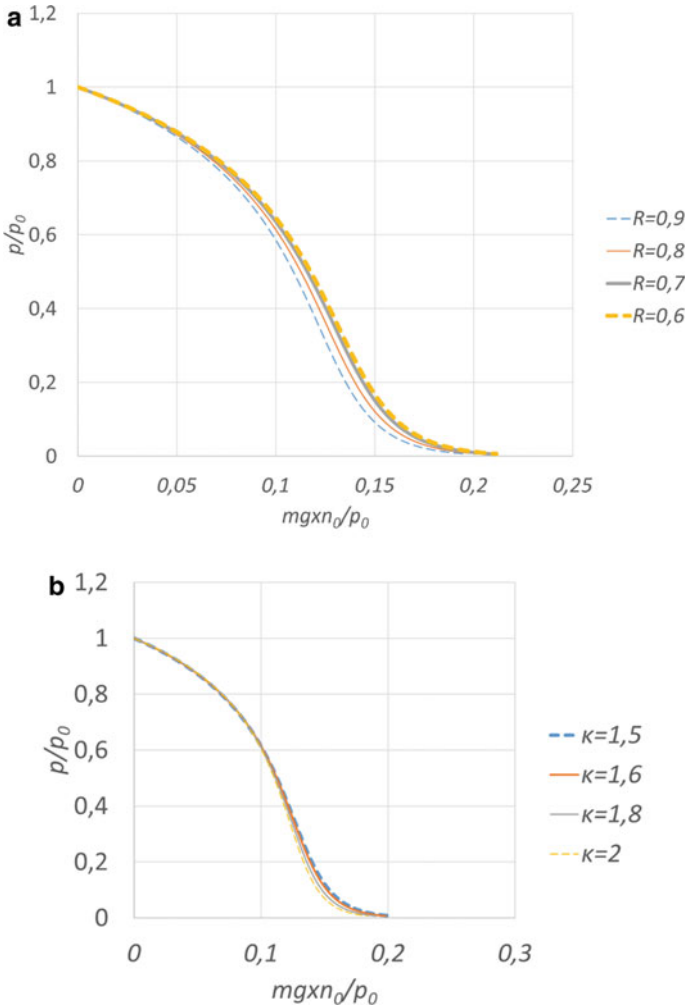 a
1,2
1
0,8
0,6
0,4
0,2
0
p/p0
0 0,05 0,1 0,15 0,2 0,25
mgxn0/p0
R=0,9
R=0,8
R=0,7
R=0,6
b
1,2
1
0,8
0,6
0,4
0,2
0
p/p0
0 0,1 0,2 0,3
mgxn0/p0
κ=1,5
κ=1,6
κ=1,8
κ=2